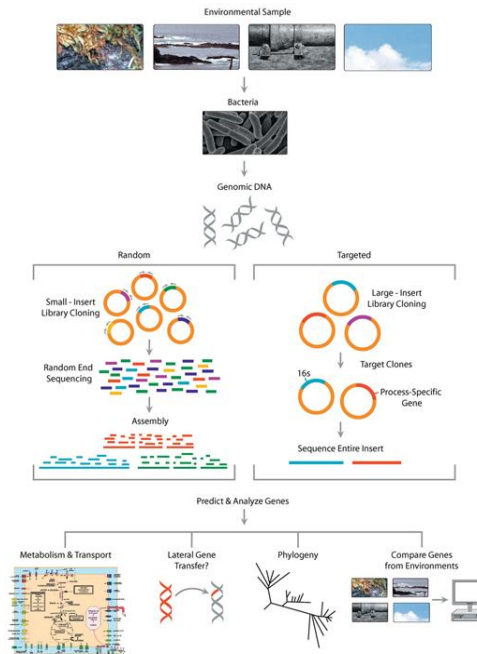 Environmental Sample
Bacteria
Genomic DNA
Random
Small - Insert
Library Cloning
Random End
Sequencing
Assembly
Targeted
Large - Insert
Library Cloning
Target Clones
16s
Process-Specific
Gene
Sequence Entire Insert
Predict & Analyze Genes
Metabolism & Transport
Lateral Gene
Transfer?
Phylogeny
Compare Genes
from Environments